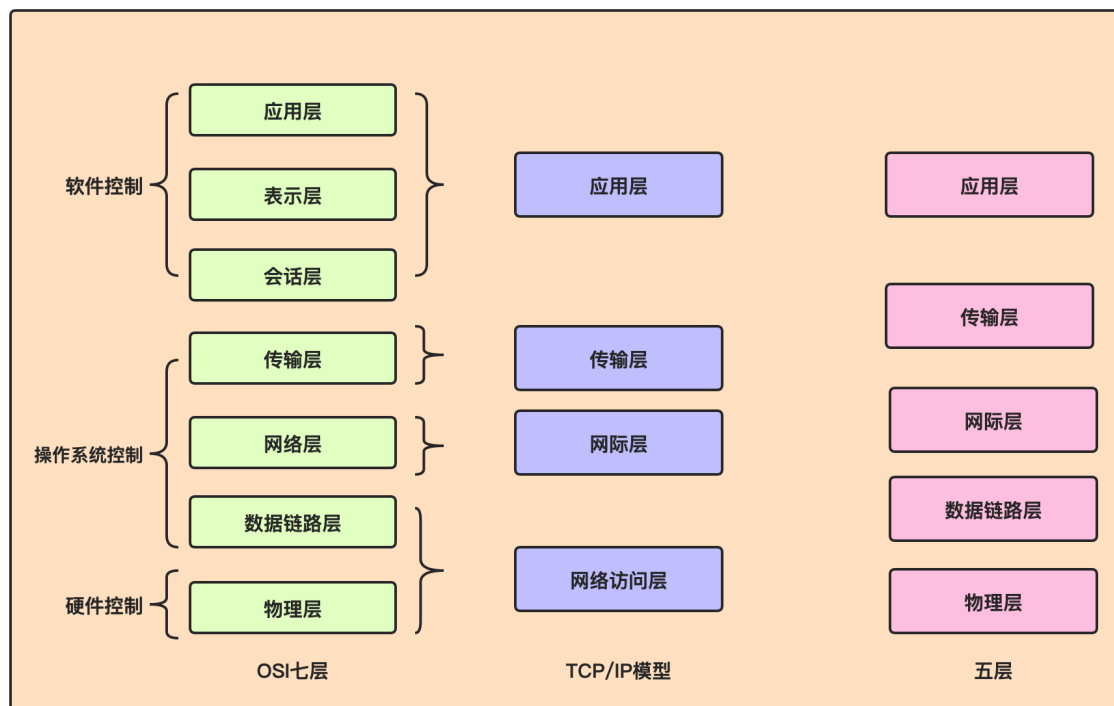 应用层
表示层
会话层
传输层
网络层
数据链路层
物理层
OSI七层
软件控制
操作系统控制
硬件控制
应用层
传输层
网际层
网络访问层
TCP/IP模型
应用层
传输层
网际层
数据链路层
物理层
五层